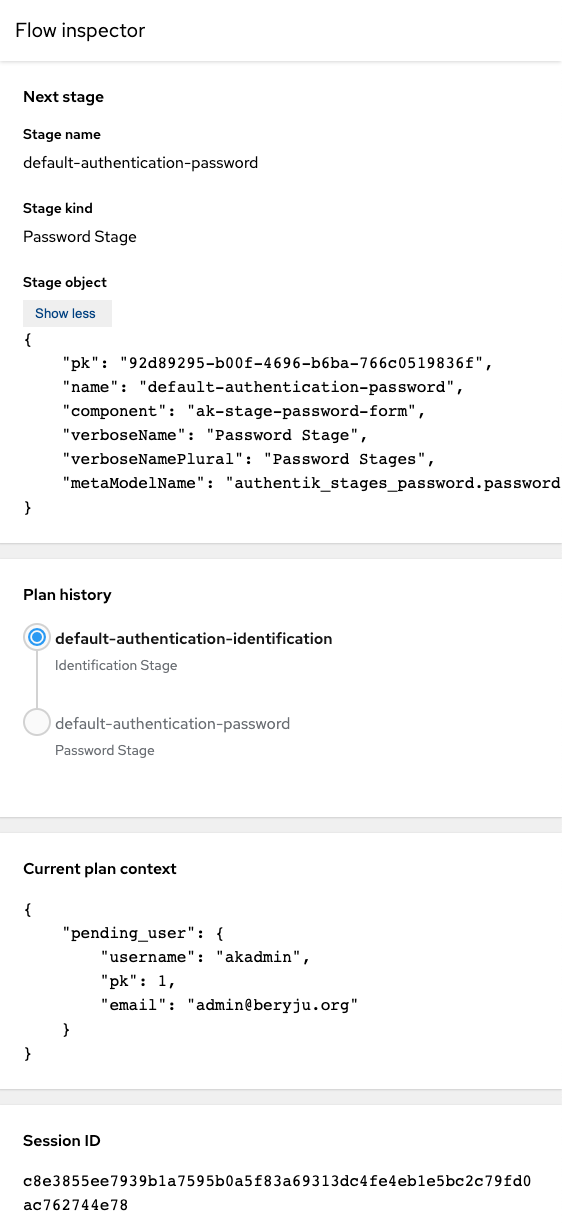 Flow inspector
Next stage
Stage name
default-authentication-password
Stage kind
Password Stage
Stage object
Show less
{
    "pk": "92d89295-b00f-4696-b6ba-766c0519836f",
    "name": "default-authentication-password",
    "component": "ak-stage-password-form",
    "verboseName": "Password Stage",
    "verboseNamePlural": "Password Stages",
    "metaModelName": "authentik_stages_password.password
}
Plan history
default-authentication-identification
Identification Stage
default-authentication-password
Password Stage
Current plan context
{
    "pending_user": {
        "username": "akadmin",
        "pk": 1,
        "email": "admin@beryju.org"
    }
}
Session ID
c8e3855ee7939b1a7595b0a5f83a69313dc4fe4eb1e5bc2c79fd0
ac762744e78